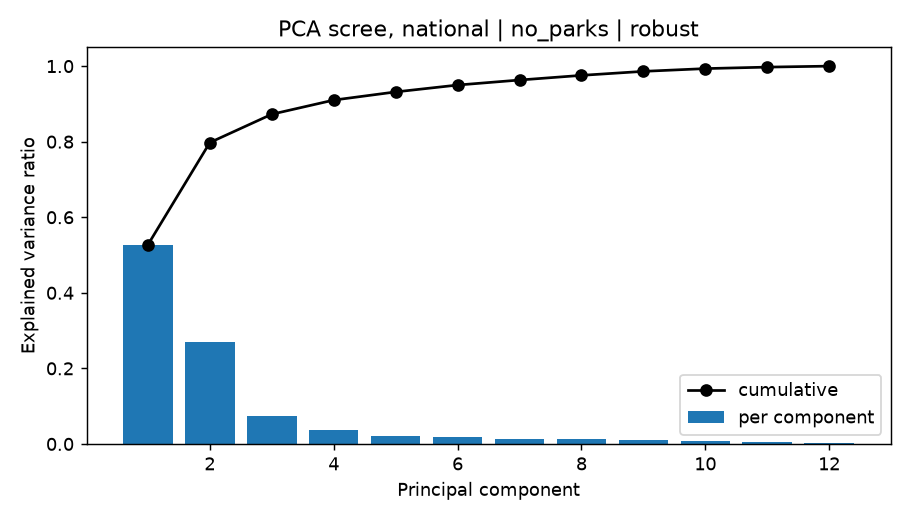 PCA scree, national | no_parks | robust
Explained variance ratio
1.0
0.8
0.6
0.4
0.2
0.0
cumulative
per component
2 4 6 8 10 12
Principal component